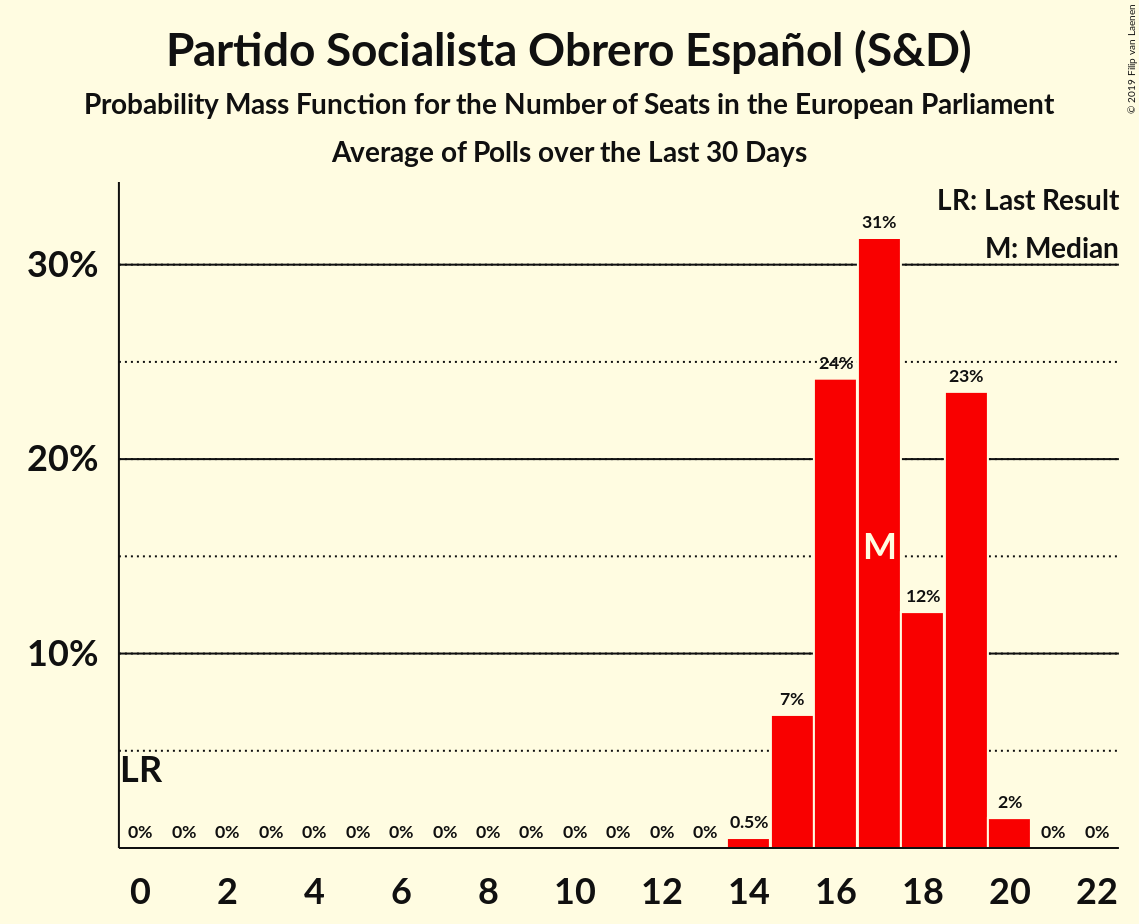 Partido Socialista Obrero Español (S&D)
Probability Mass Function for the Number of Seats in the European Parliament
Average of Polls over the Last 30 Days
© 2019 Filip van Laenen
LR: Last Result
M: Median
31%
30%
24%
23%
20%
M
12%
10%
7%
LR
0% 0% 0% 0% 0% 0% 0% 0% 0% 0% 0% 0% 0% 0% 0.5% 2% 0% 0%
0 2 4 6 8 10 12 14 16 18 20 22